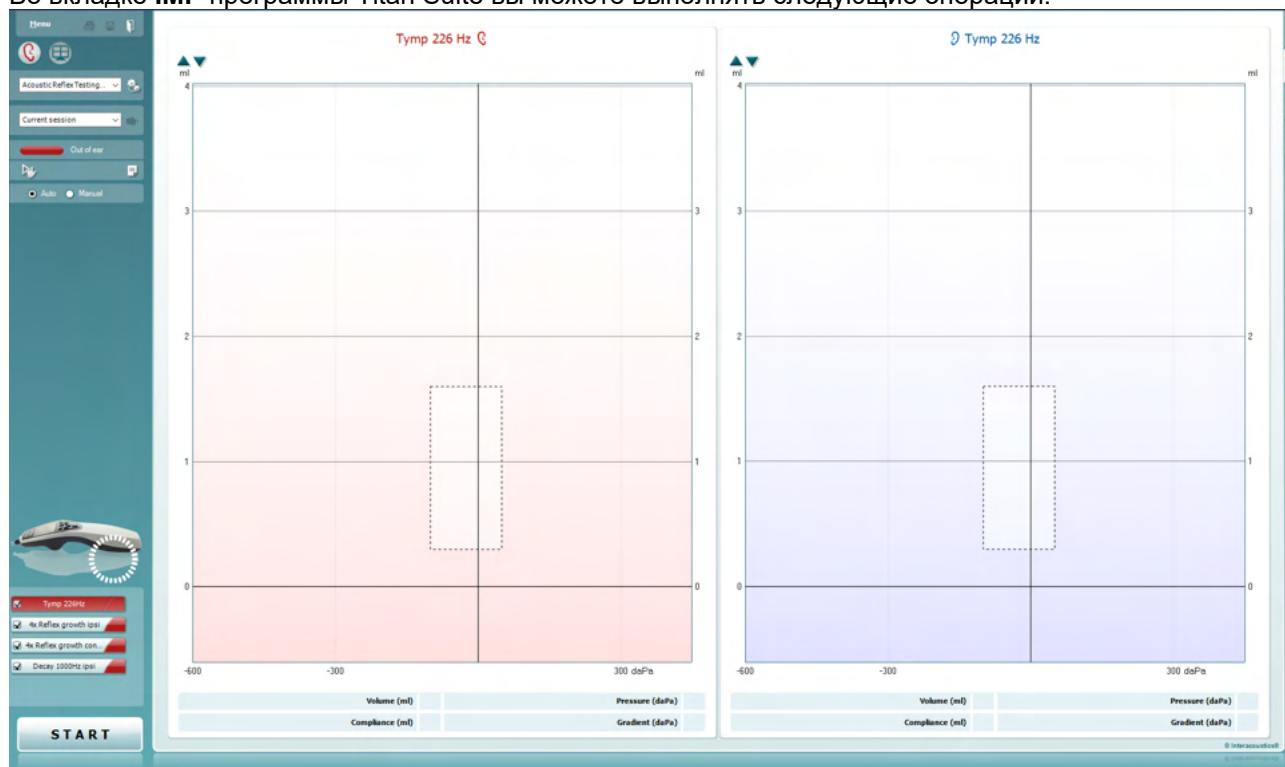 Во вкладке IMP программы Titan Suite вы можете выполнять следующие операции:
Menu
Acoustic Reflex Testing...
Current session
Out of ear
Auto Manual
Tymp 226Hz
4x Reflex growth ipsi
4x Reflex growth con...
Decay 1000Hz ipsi
START
Tymp 226 Hz
ml ml
4
3 3
2 2
1 1
0 0
-600 -300 300 daPa
Volume (ml) Pressure (daPa)
Compliance (ml) Gradient (daPa)
Tymp 226 Hz
ml ml
4
3 3
2 2
1 1
0 0
-600 -300 300 daPa
Volume (ml) Pressure (daPa)
Compliance (ml) Gradient (daPa)
© Interacoustics®